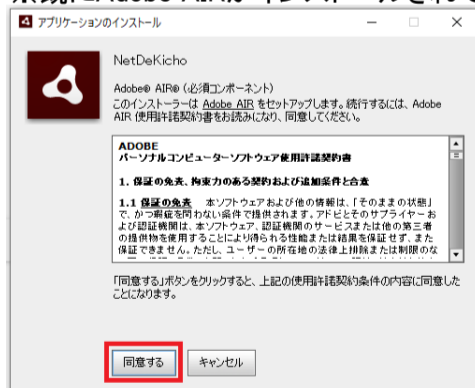 アプリケーションのインストール
NetDeKicho
Adobe® AIR® (必須コンポーネント)
このインストーラーは Adobe AIR をセットアップします。続行するには、Adobe
AIR 使用許諾契約書をお読みになり、同意してください。
ADOBE
パーソナルコンピューターソフトウェア使用許諾契約書
1. 保証の免責、拘束力のある契約および追加条件と合意
1.1 保証の免責 本ソフトウェアおよび他の情報は、「そのままの状態」
で、かつ瑕疵を問わない条件で提供されます。アドビとそのサプライヤーお
よび認証機関は、本ソフトウェア、認証機関のサービスまたは他の第三者
の提供物を使用することにより得られる性能または結果を保証せず、また
保証できません。ただし、ユーザーの所在地の法律上排除または制限のな
「同意する」ボタンをクリックすると、上記の使用許諾契約条件の内容に同意した
ことになります。
同意する
キャンセル